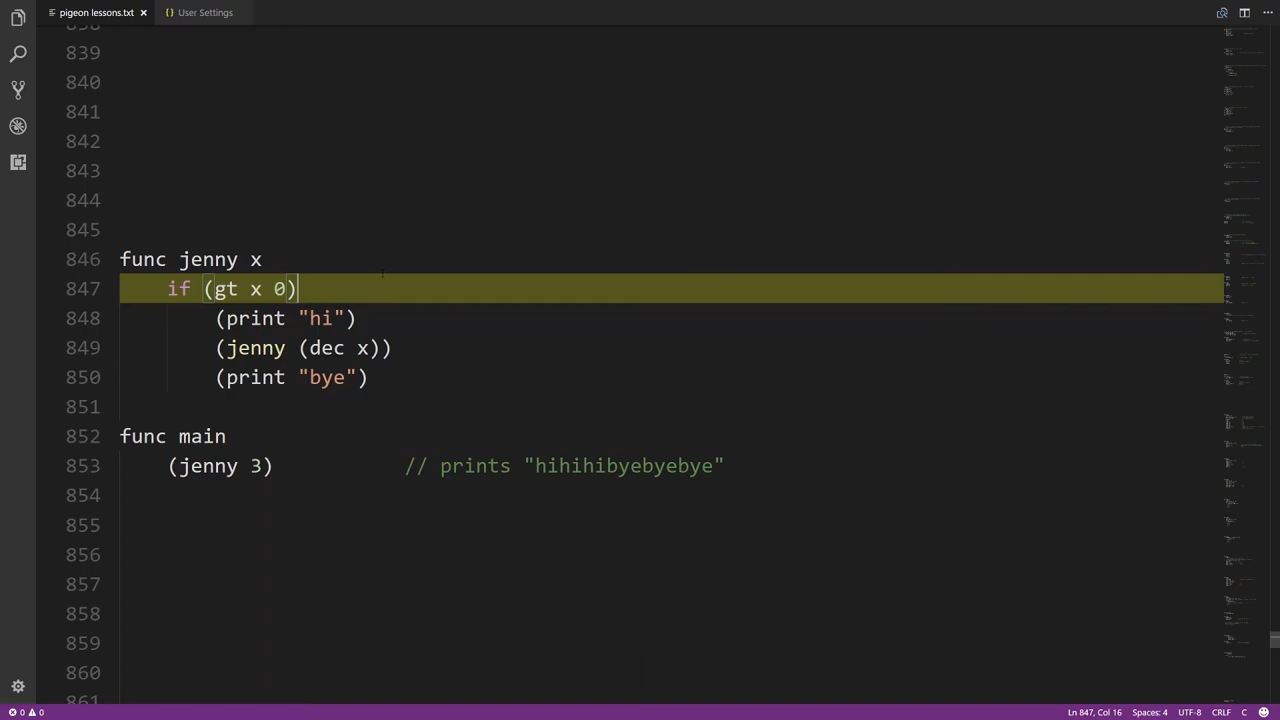 pigeon lessons.txt
{} User Settings
839
840
841
842
843
844
845
846 func jenny x
847 if (gt x 0)
848 (print "hi")
849 (jenny (dec x))
850 (print "bye")
851
852 func main
853 (jenny 3) // prints "hihihibyebyebye"
854
855
856
857
858
859
860
0 0 Ln 847, Col 16 Spaces: 4 UTF-8 CRLF C